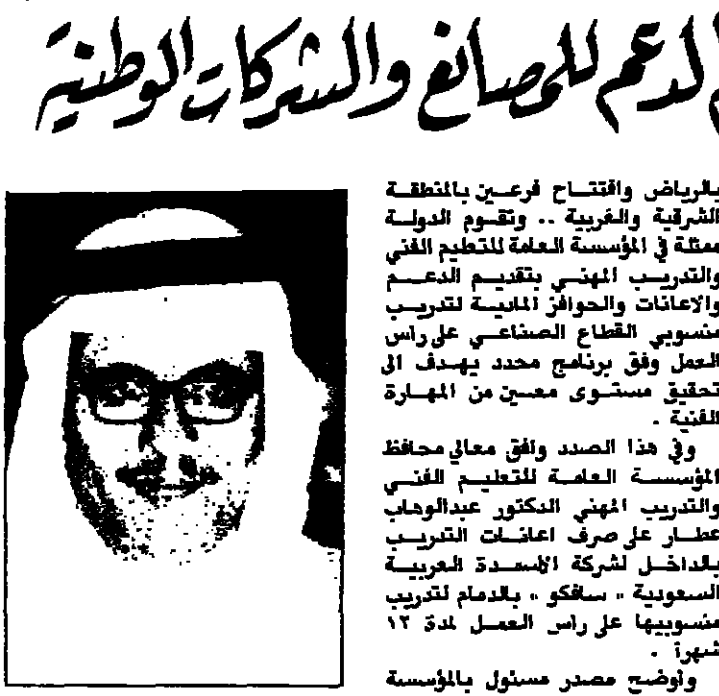 الدعم للمصانع والشركات الوطنية
بالرياض وافتتاح فرعين بالمنطقة
الشرقية والغربية .. وتقوم الدولة
ممثلة في المؤسسة العامة للتعليم الفني
والتدريب المهني بتقديم الدعم
والاعانات والحوافز المادية لتدريب
منسوبي القطاع الصناعي على راس
العمل وفق برنامج محدد يهدف الى
تحقيق مستوى معين من المهارة
الفنية .
وفي هذا الصدد وافق معالي محافظ
المؤسسة العامة للتعليم الفني
والتدريب المهني الدكتور عبدالوهاب
عطار على صرف اعانات التدريب
بالداخل لشركة الاسمدة العربية
السعودية « سافكو » بالدمام لتدريب
منسوبيها على راس العمل لمدة ١٢
شهرا .
واوضح مصدر مسئول بالمؤسسة